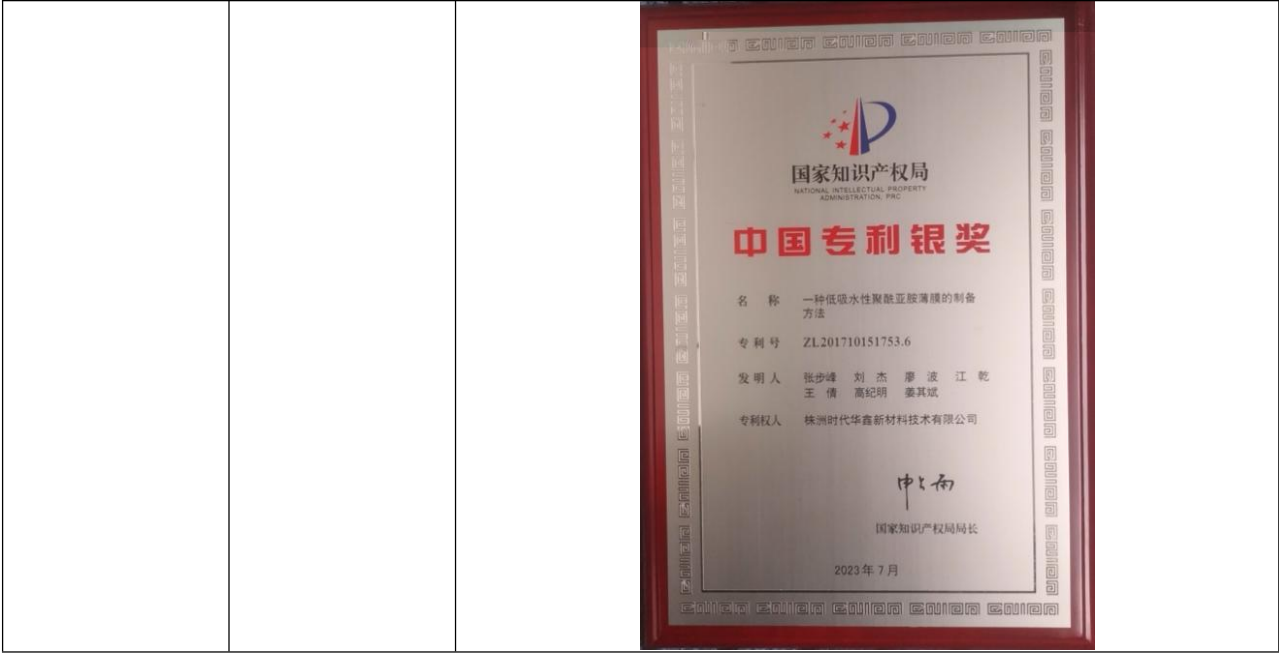 国家知识产权局
NATIONAL INTELLECTUAL PROPERTY
ADMINISTRATION, PRC
中国专利银奖
名 称 一种低吸水性聚酰亚胺薄膜的制备
方法
专利号 ZL201710151753.6
发明人 张步峰 刘杰 廖波 江乾
王倩 高纪明 姜其斌
专利权人 株洲时代华鑫新材料技术有限公司
申长雨
国家知识产权局局长
2023年7月